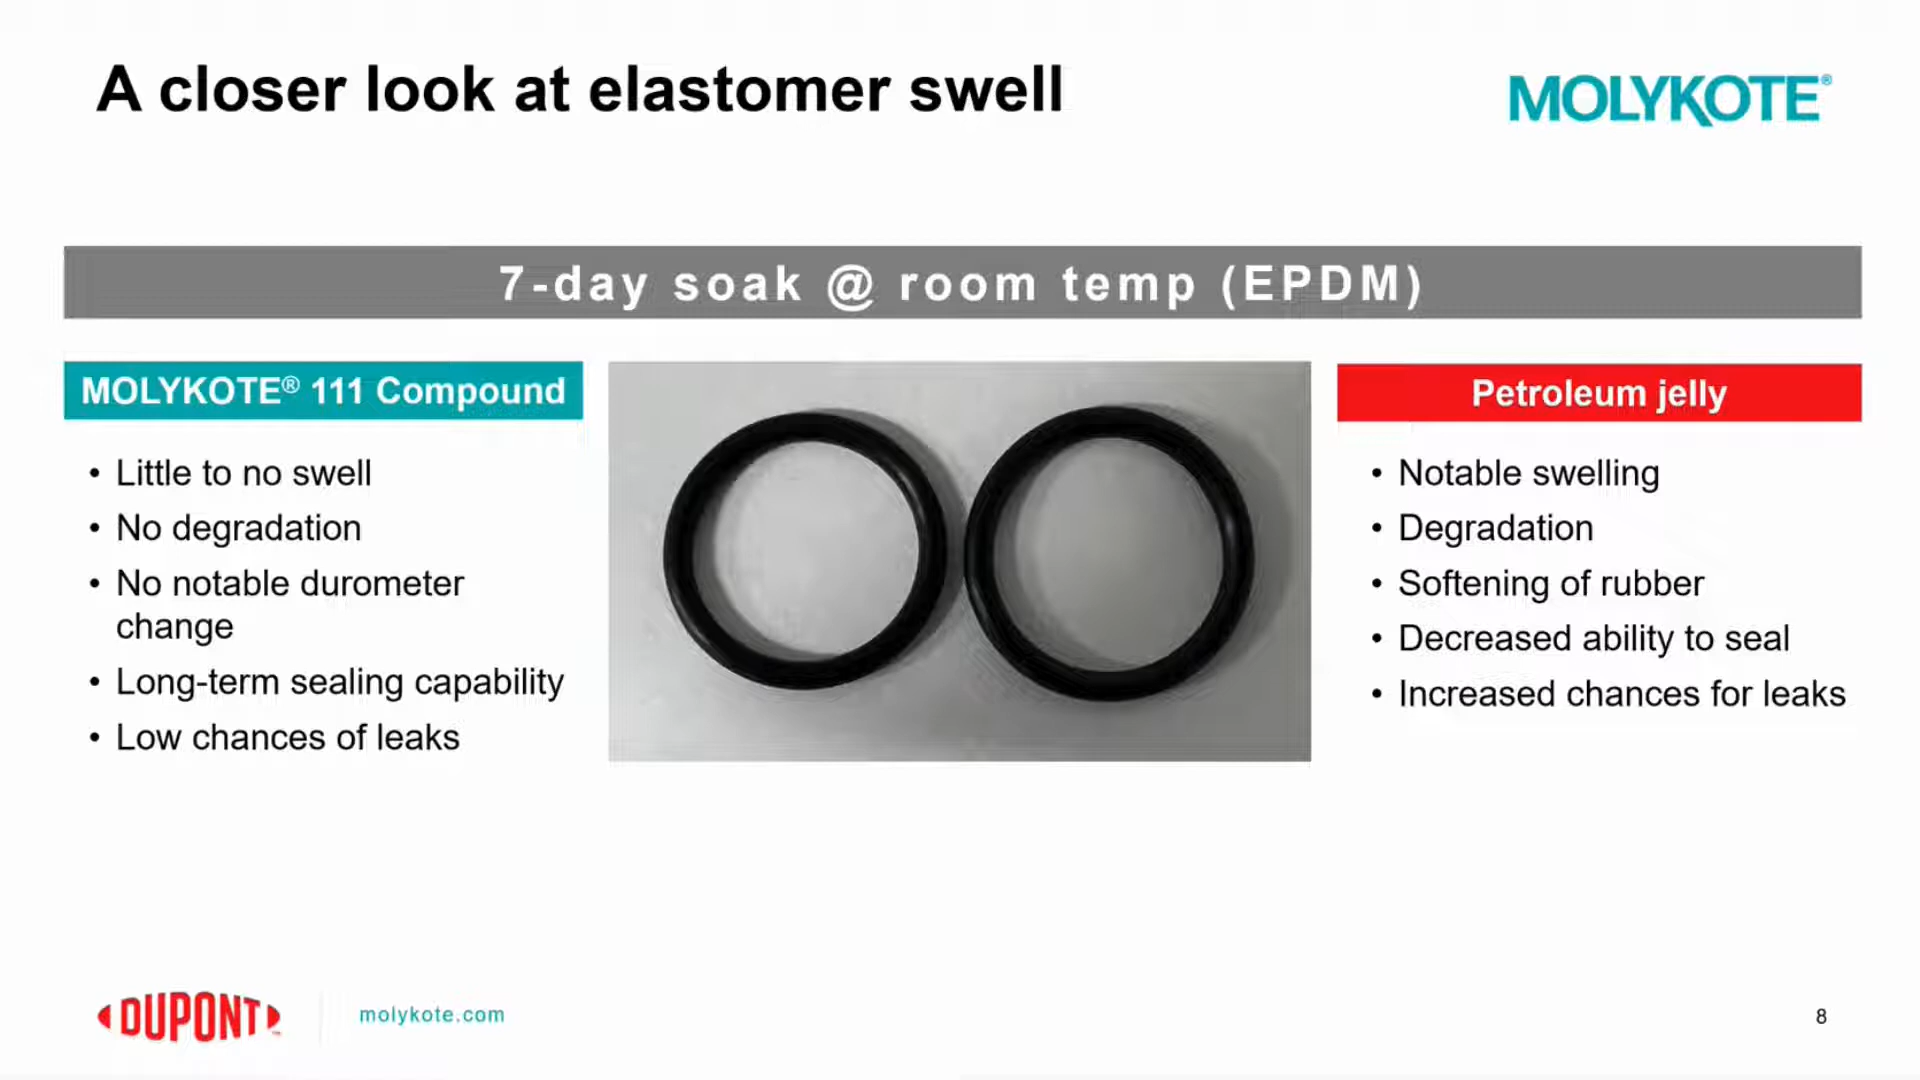 A closer look at elastomer swell
MOLYKOTE®
7-day soak @ room temp (EPDM)
MOLYKOTE® 111 Compound
• Little to no swell
• No degradation
• No notable durometer
change
• Long-term sealing capability
• Low chances of leaks
Petroleum jelly
• Notable swelling
• Degradation
• Softening of rubber
• Decreased ability to seal
• Increased chances for leaks
DUPONT
molykote.com
8